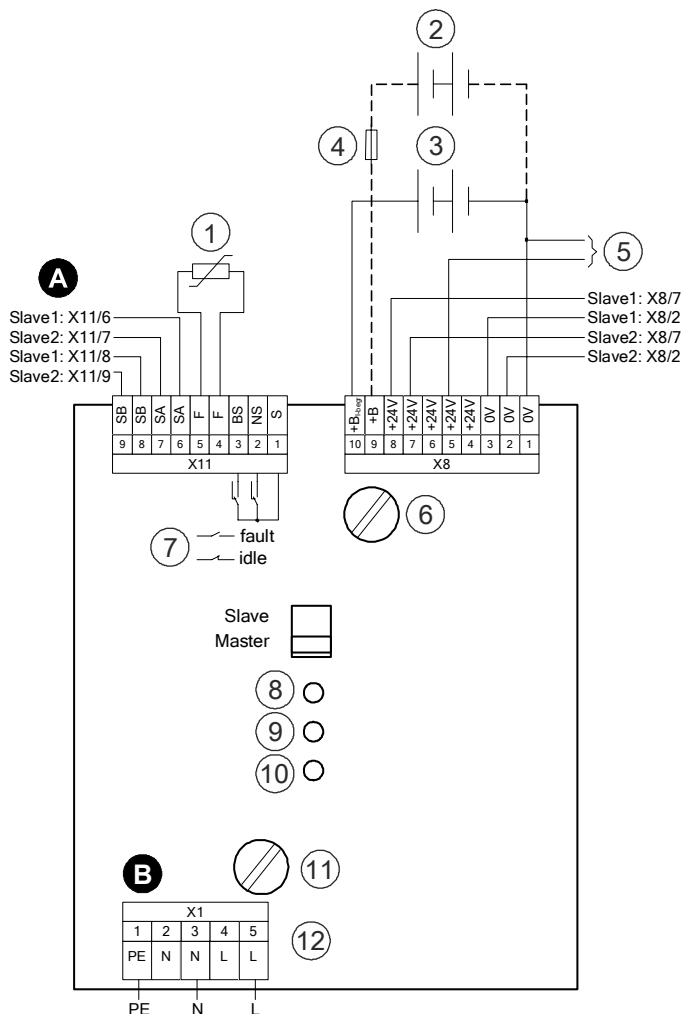 2
4
3
1
5
A
Slave1: X11/6
Slave2: X11/7
Slave1: X11/8
Slave2: X11/9
Slave1: X8/7
Slave1: X8/2
Slave2: X8/7
Slave2: X8/2
SB SB SA SA F F BS NS S
9 8 7 6 5 4 3 2 1
X11
+B I-begr +B +24V +24V +24V +24V +24V 0V 0V 0V
10 9 8 7 6 5 4 3 2 1
X8
6
7
fault
idle
Slave
Master
8
9
10
11
B
X1
1 2 3 4 5
PE N N L L
12
PE N L